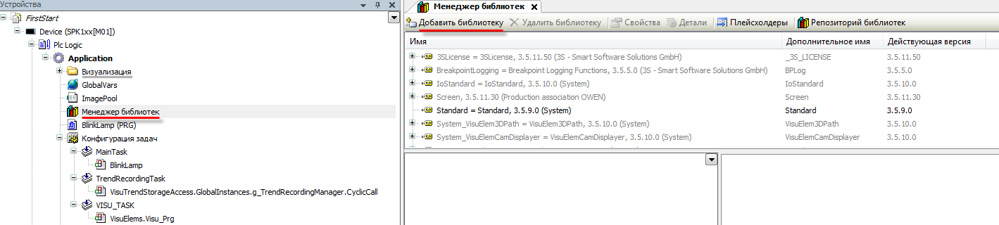 Устройства
FirstStart
Device (SPK1xx[M01])
Plc Logic
Application
Визуализация
GlobalVars
ImagePool
Менеджер библиотек
BlinkLamp (PRG)
Конфигурация задач
MainTask
BlinkLamp
TrendRecordingTask
VisuTrendStorageAccess.GlobalInstances.g_TrendRecordingManager.CyclicCall
VISU_TASK
VisuElems.Visu_Prg
Менеджер библиотек
Добавить библиотеку Удалить библиотеку Свойства Детали Плейсхолдеры Репозиторий библиотек
Имя Дополнительное имя Действующая версия
3SLicense = 3SLicense, 3.5.11.50 (3S - Smart Software Solutions GmbH) _3S_LICENSE 3.5.11.50
BreakpointLogging = Breakpoint Logging Functions, 3.5.5.0 (3S - Smart Software Solutions GmbH) BPLog 3.5.5.0
IoStandard = IoStandard, 3.5.10.0 (System) IoStandard 3.5.10.0
Screen, 3.5.11.30 (Production association OWEN) Screen 3.5.11.30
Standard = Standard, 3.5.9.0 (System) Standard 3.5.9.0
System_VisuElem3DPath = VisuElem3DPath, 3.5.10.0 (System) VisuElem3DPath 3.5.10.0
System_VisuElemCamDisplayer = VisuElemCamDisplayer, 3.5.10.0 (System) VisuElemCamDisplayer 3.5.10.0